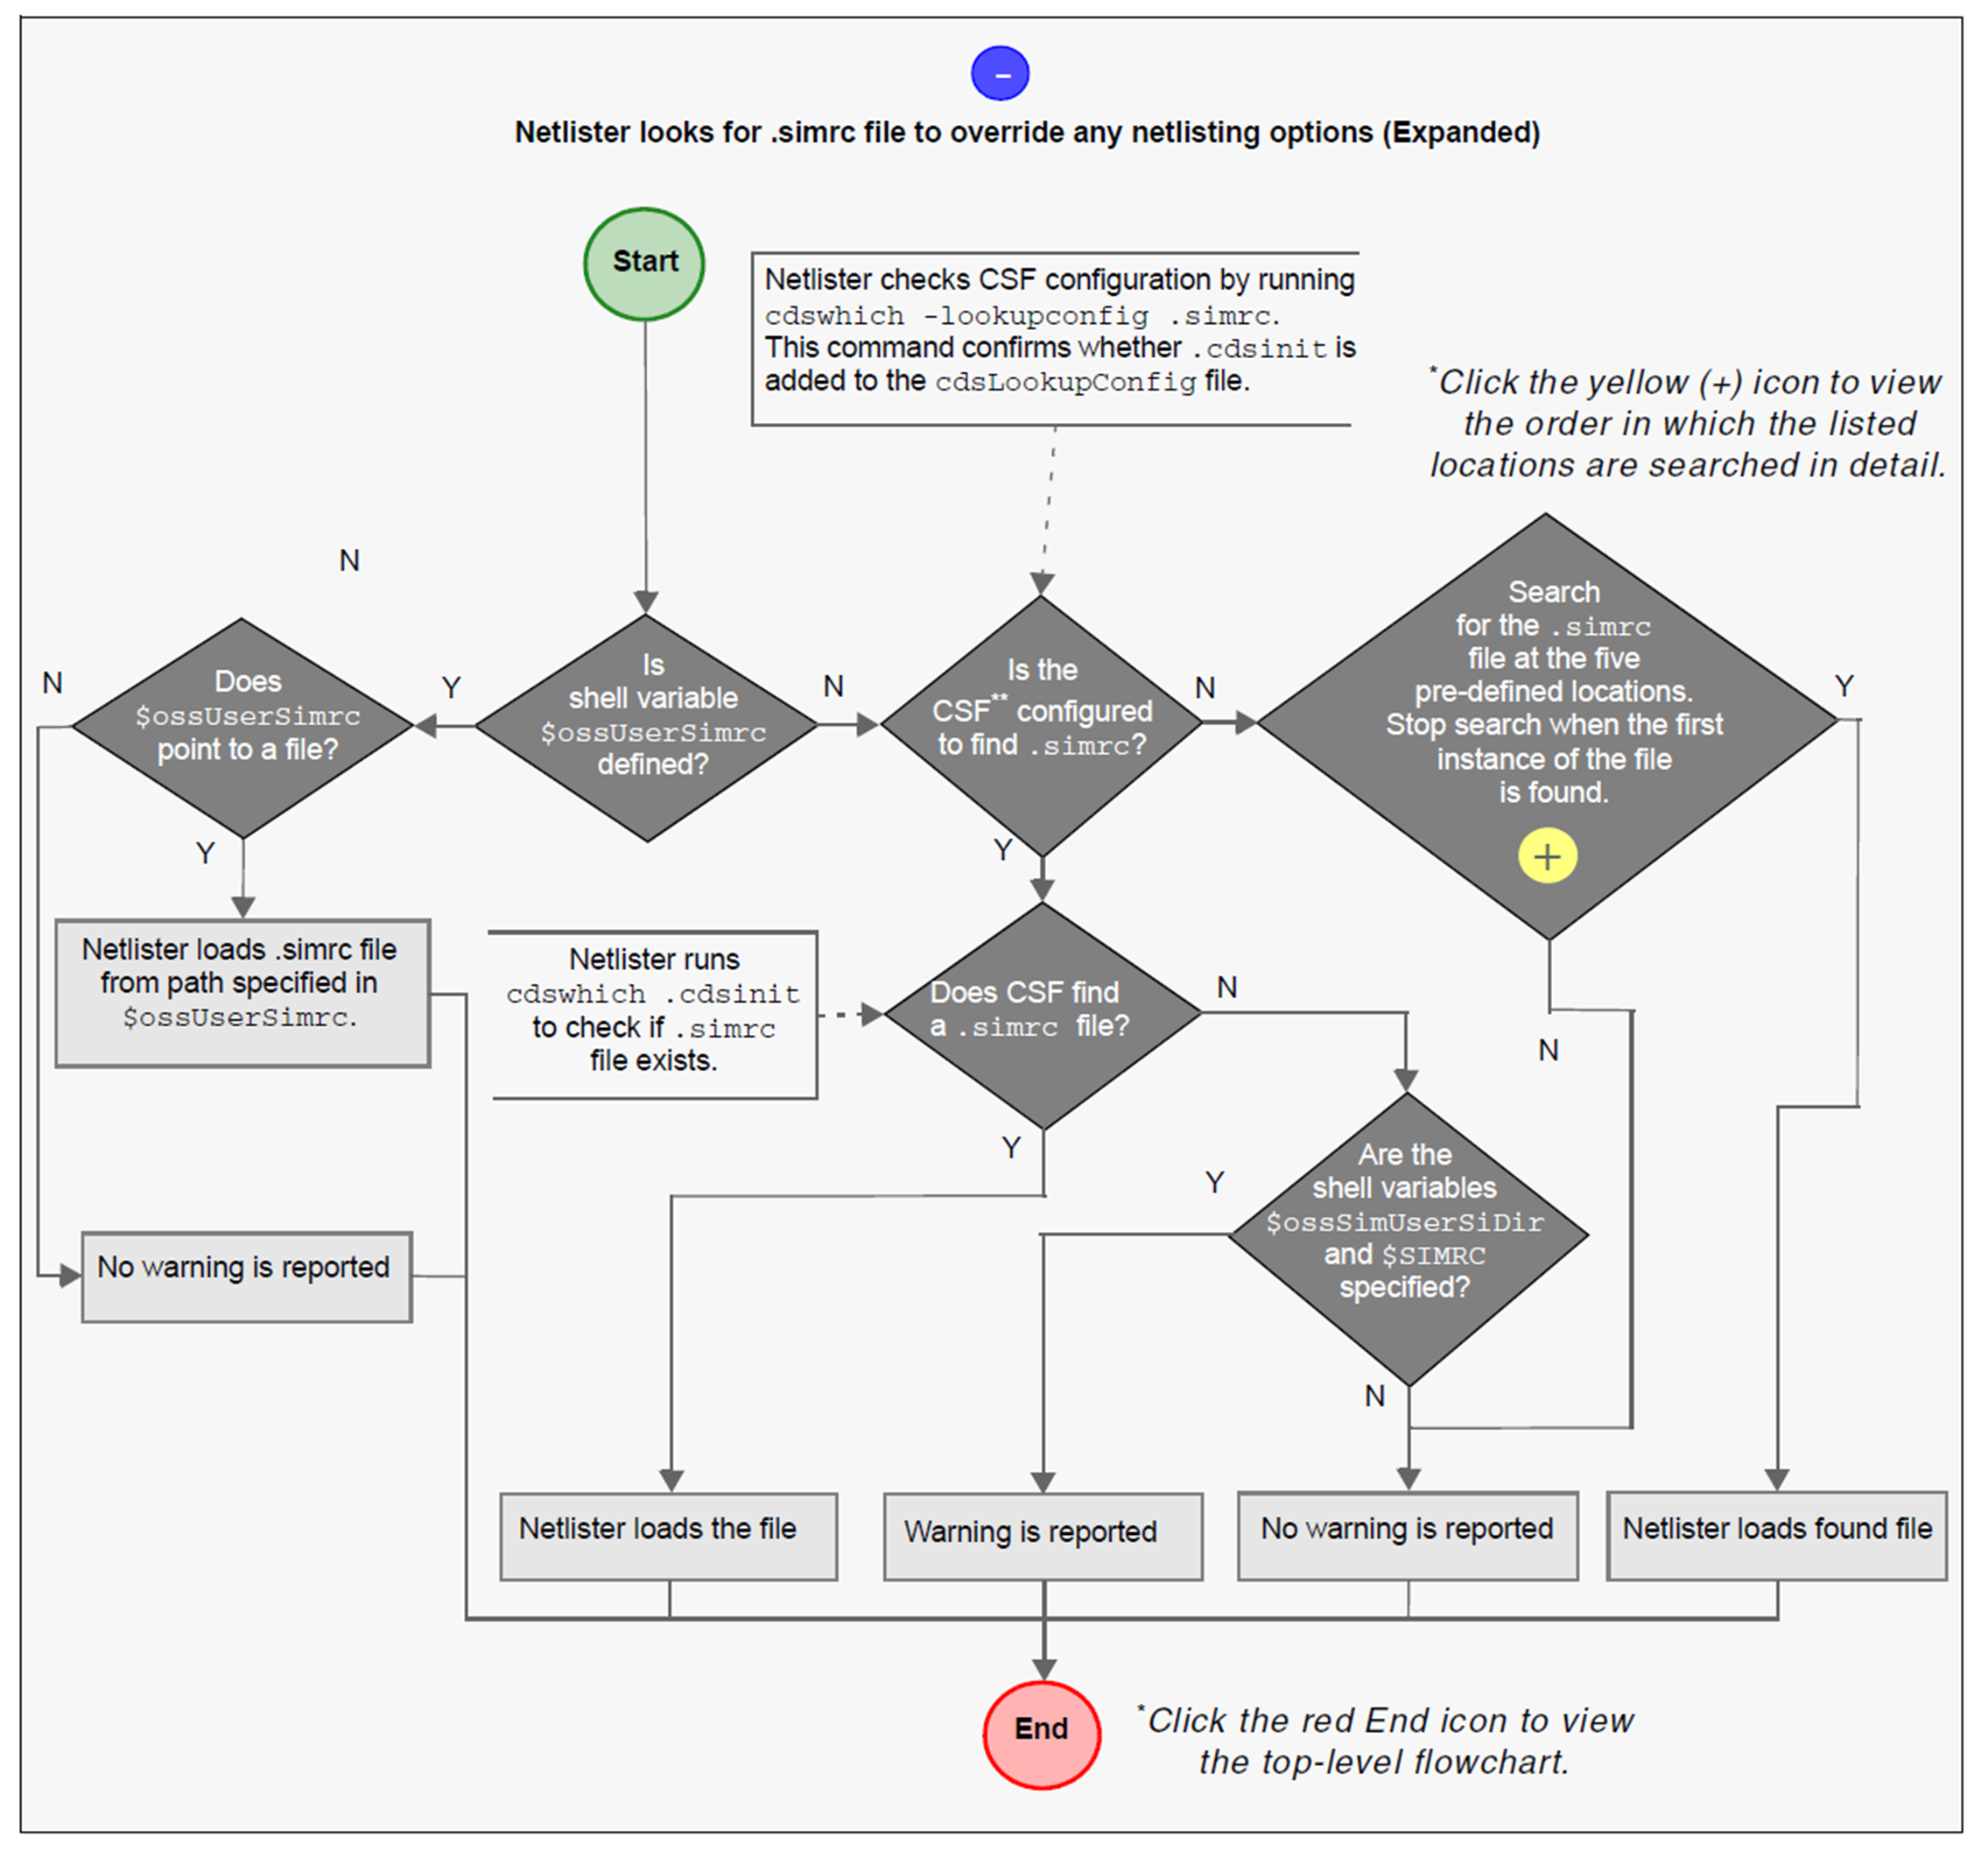 –
Netlister looks for .simrc file to override any netlisting options (Expanded)
Start
Netlister checks CSF configuration by running
cdswhich -lookupconfig .simrc.
This command confirms whether .cdsinit is
added to the cdsLookupConfig file.
*Click the yellow (+) icon to view
the order in which the listed
locations are searched in detail.
N
N
Does
$ossUserSimrc
point to a file?
Y
Y
Is
shell variable
$ossUserSimrc
defined?
N
Is the
CSF** configured
to find .simrc?
N
Y
Search
for the .simrc
file at the five
pre-defined locations.
Stop search when the first
instance of the file
is found.
+
Y
N
Netlister loads .simrc file
from path specified in
$ossUserSimrc.
Netlister runs
cdswhich .cdsinit
to check if .simrc
file exists.
Does CSF find
a .simrc file?
N
Y
Are the
shell variables
$ossSimUserSiDir
and $SIMRC
specified?
Y
N
No warning is reported
Netlister loads the file
Warning is reported
No warning is reported
Netlister loads found file
End
*Click the red End icon to view
the top-level flowchart.